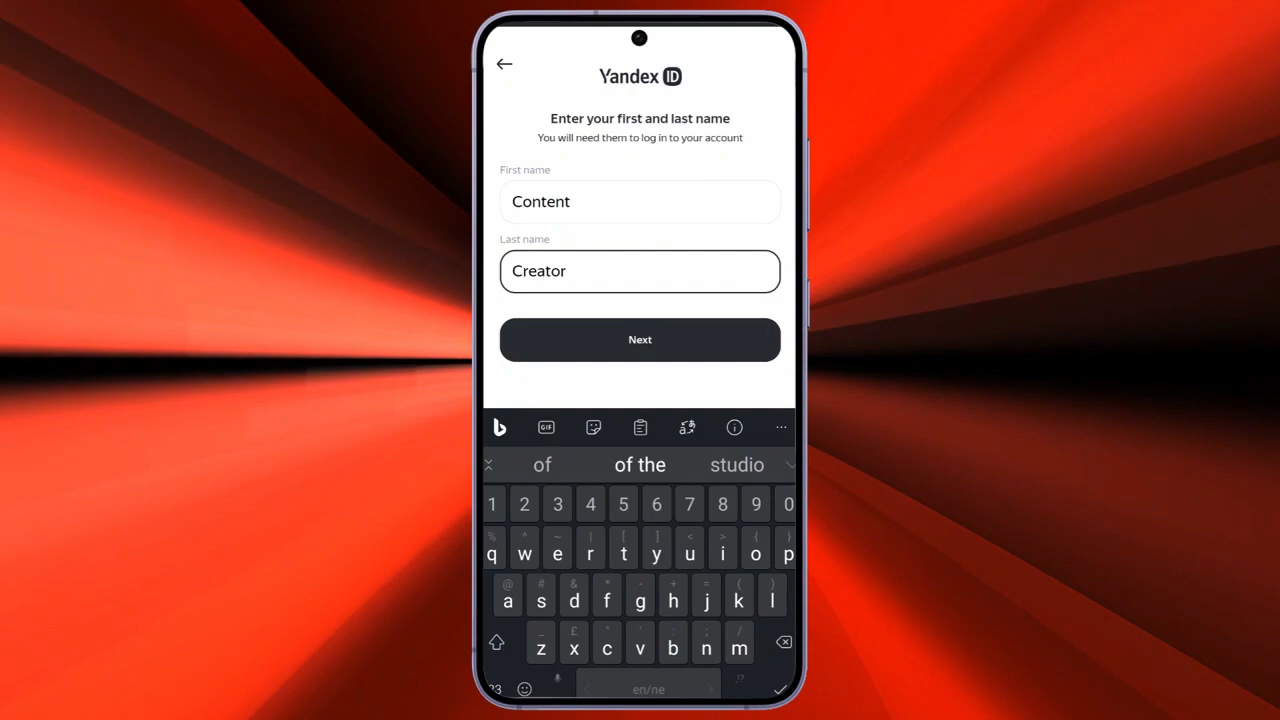 Yandex ID
Enter your first and last name
You will need them to log in to your account
First name
Content
Last name
Creator
Next
GIF
of of the studio
1 2 3 4 5 6 7 8 9 0
% ^ ~ | [ ] < > { }
q w e r t y u i o p
@ # & * - + = ( )
a s d f g h j k l
_ £ " ' : ; /
z x c v b n m
!?
en/ne